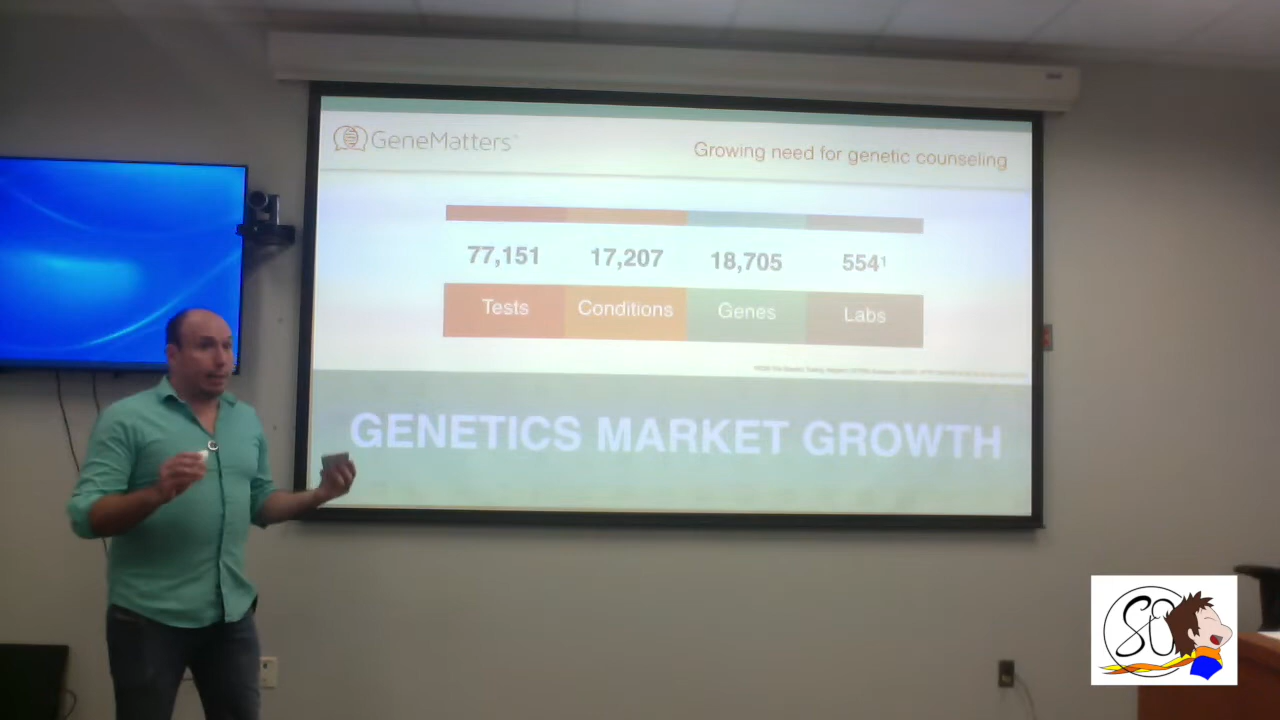 GeneMatters
Growing need for genetic counseling
77,151 17,207 18,705 554¹
Tests Conditions Genes Labs
GENETICS MARKET GROWTH